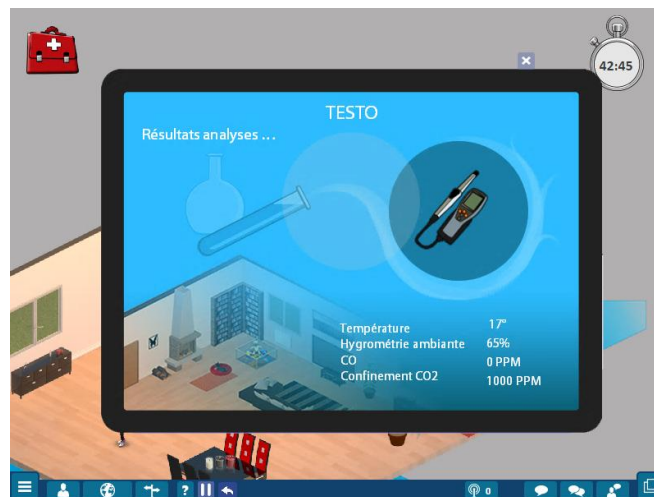 42:45
TESTO
Résultats analyses ...
Température 17°
Hygrométrie ambiante 65%
CO 0 PPM
Confinement CO2 1000 PPM
? 0